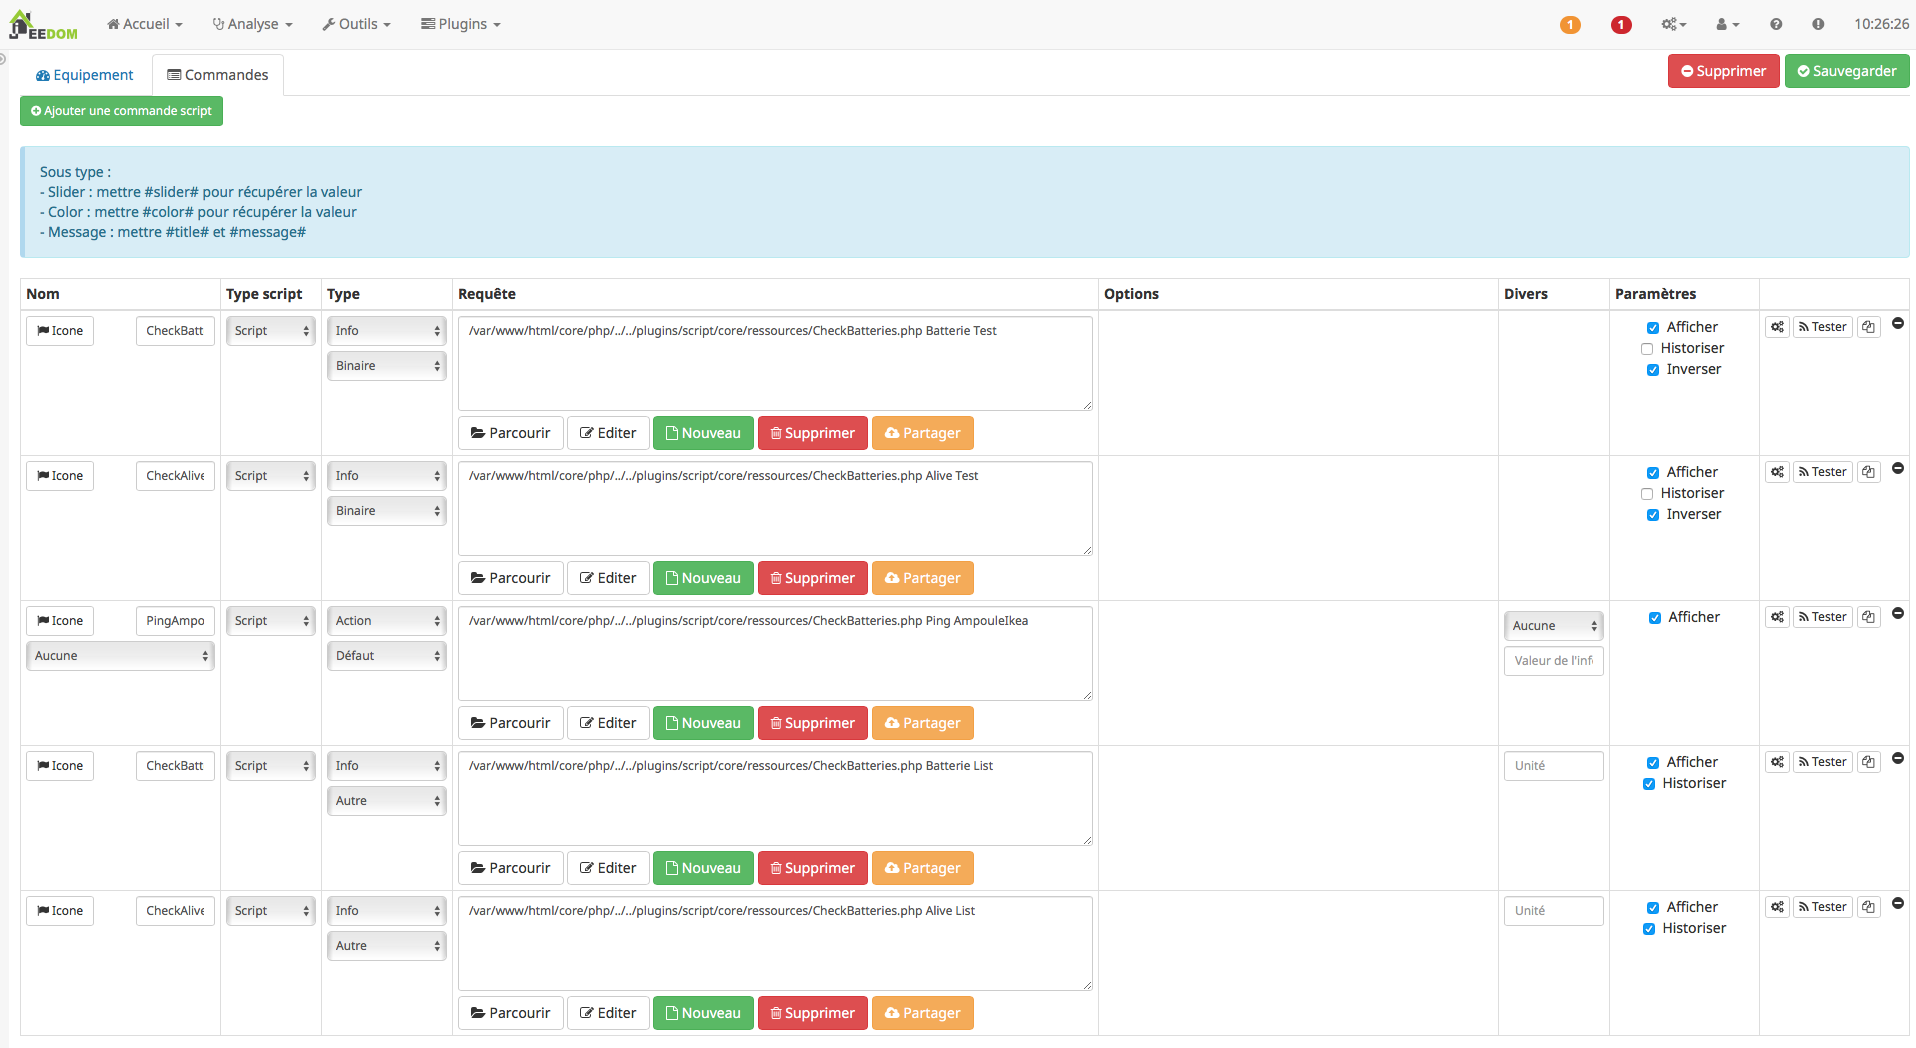 JEEDOM Accueil Analyse Outils Plugins 1 1 10:26:26
Equipement Commandes Supprimer Sauvegarder
Ajouter une commande script
Sous type :
- Slider : mettre #slider# pour récupérer la valeur
- Color : mettre #color# pour récupérer la valeur
- Message : mettre #title# et #message#
Nom Type script Type Requête Options Divers Paramètres
Icone CheckBatt Script Info /var/www/html/core/php/../../plugins/script/core/ressources/CheckBatteries.php Batterie Test Afficher Tester
Historiser
Binaire Inverser
Parcourir Editer Nouveau Supprimer Partager
Icone CheckAlive Script Info /var/www/html/core/php/../../plugins/script/core/ressources/CheckBatteries.php Alive Test Afficher Tester
Historiser
Binaire Inverser
Parcourir Editer Nouveau Supprimer Partager
Icone PingAmpo Script Action /var/www/html/core/php/../../plugins/script/core/ressources/CheckBatteries.php Ping AmpouleIkea Aucune Afficher Tester
Aucune Défaut Valeur de l'info
Parcourir Editer Nouveau Supprimer Partager
Icone CheckBatt Script Info /var/www/html/core/php/../../plugins/script/core/ressources/CheckBatteries.php Batterie List Unité Afficher Tester
Historiser
Autre
Parcourir Editer Nouveau Supprimer Partager
Icone CheckAlive Script Info /var/www/html/core/php/../../plugins/script/core/ressources/CheckBatteries.php Alive List Unité Afficher Tester
Historiser
Autre
Parcourir Editer Nouveau Supprimer Partager